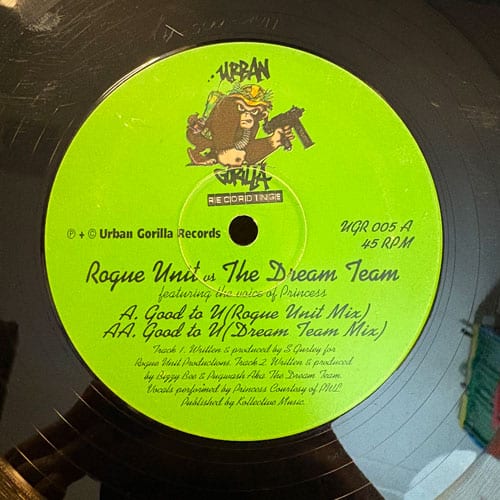 URBAN
GORILLA
RECORDINGS
℗ + © Urban Gorilla Records
UGR 005 A
45 RPM
Rogue Unit vs The Dream Team
featuring the voice of Princess
A. Good to U (Rogue Unit Mix)
AA. Good to U (Dream Team Mix)
Track 1. Written & produced by S Gurley for
Rogue Unit Productions. Track 2. Written & produced
by Bizzy Bee & Pugwash Aka The Dream Team.
Vocals performed by Princess Courtesy of PWL
Published by Kollective Music.